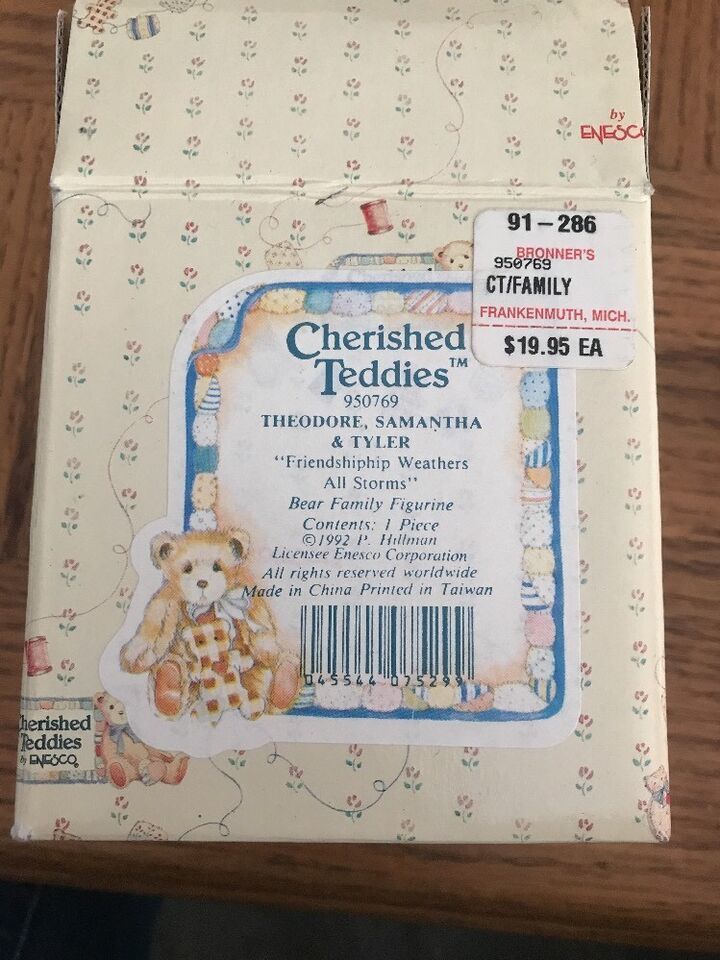 by
ENESCO
91-286
BRONNER'S
950769
CT/FAMILY
FRANKENMUTH, MICH.
$19.95 EA
Cherished
Teddies™
950769
THEODORE, SAMANTHA
& TYLER
"Friendshiphip Weathers
All Storms"
Bear Family Figurine
Contents: 1 Piece
©1992 P. Hillman
Licensee Enesco Corporation
All rights reserved worldwide
Made in China Printed in Taiwan
045544 075299
herished
Teddies
by ENESCO